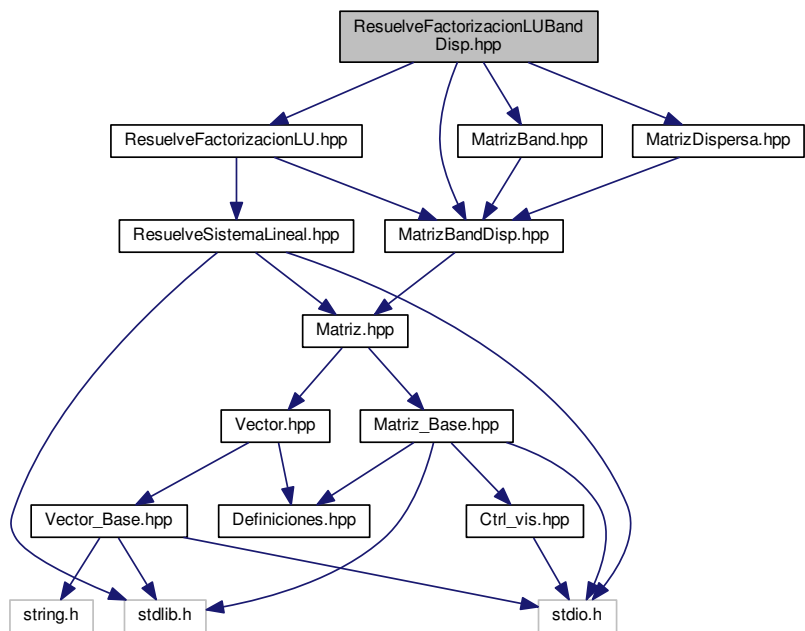 ResuelveFactorizacionLUBand
Disp.hpp
ResuelveFactorizacionLU.hpp
MatrizBand.hpp
MatrizDispersa.hpp
ResuelveSistemaLineal.hpp
MatrizBandDisp.hpp
Matriz.hpp
Vector.hpp
Matriz_Base.hpp
Vector_Base.hpp
Definiciones.hpp
Ctrl_vis.hpp
string.h
stdlib.h
stdio.h